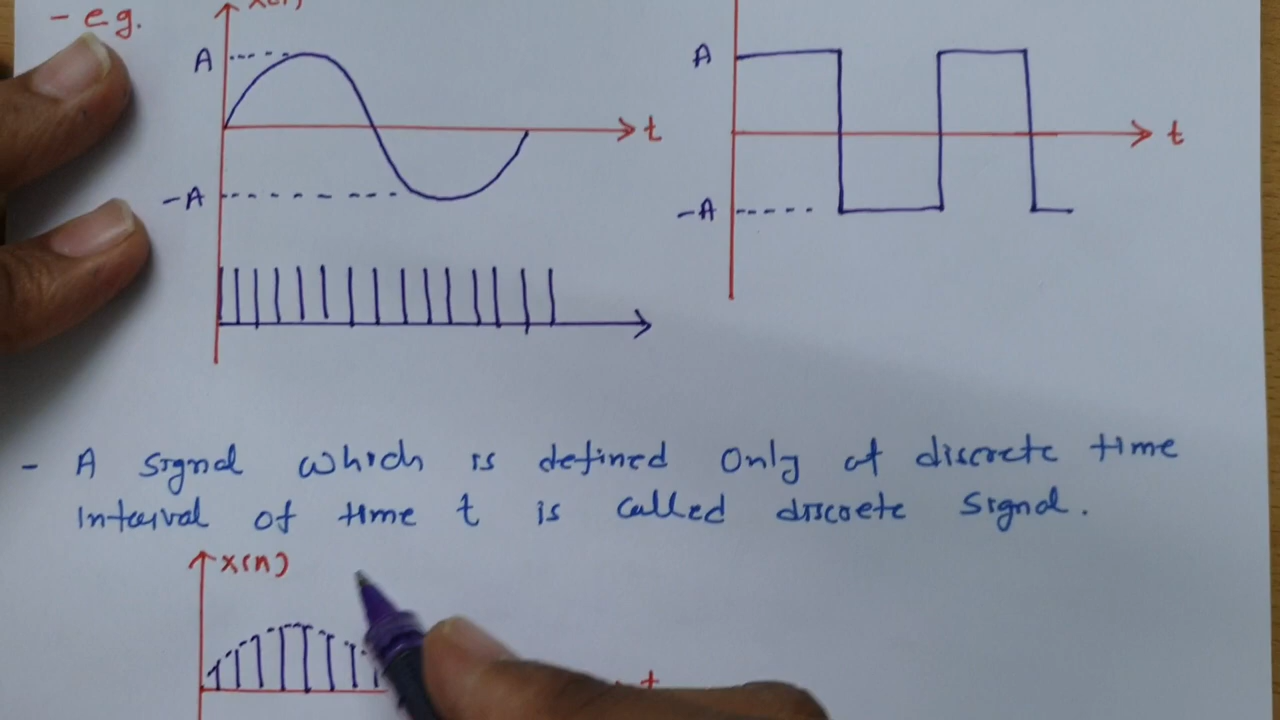 - e.g.
A
-A
t
A
-A
t
- A signal which is defined only at discrete time
interval of time t is called discrete signal.
x(n)
t